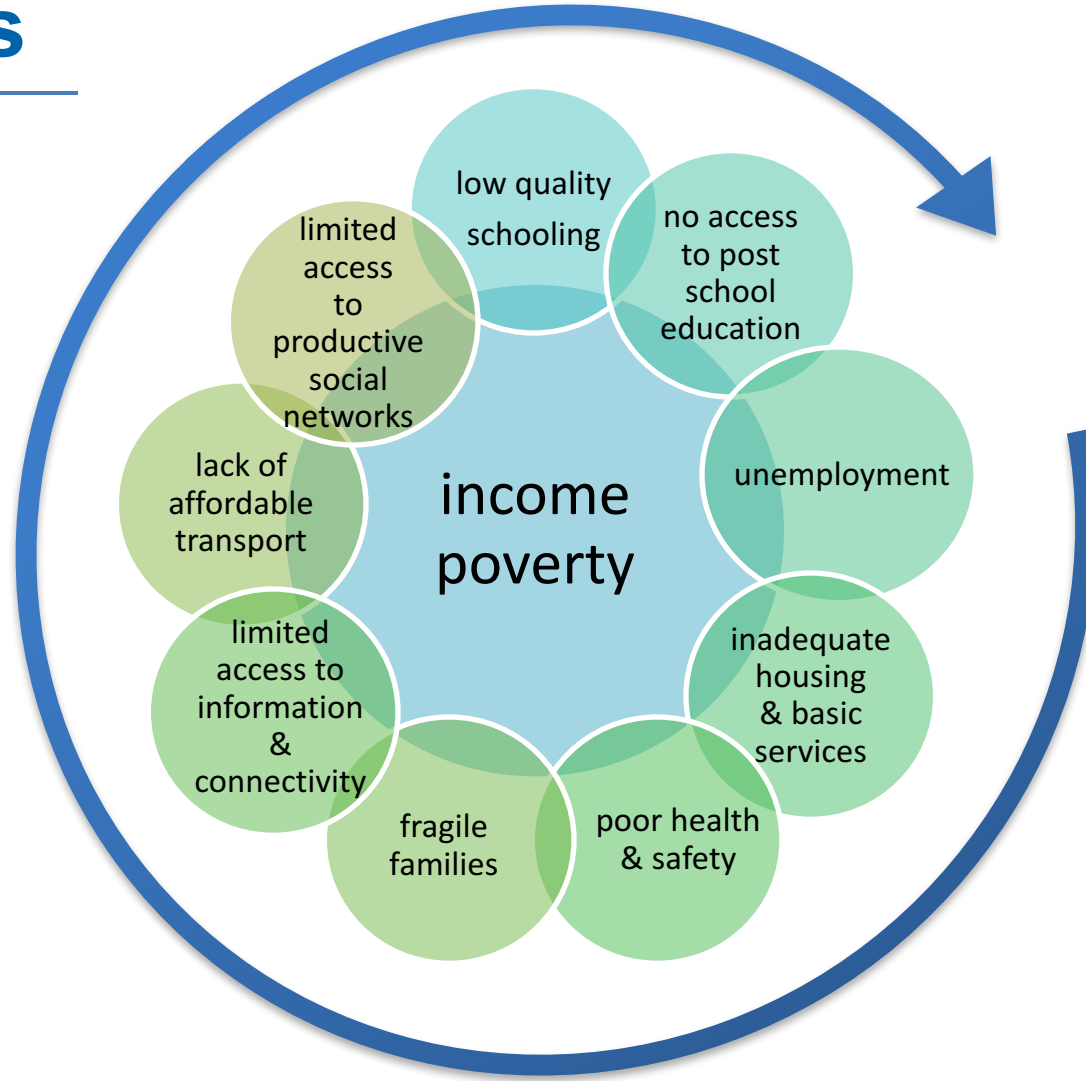 s
low quality
schooling
no access
to post
school
education
unemployment
inadequate
housing
& basic
services
poor health
& safety
fragile
families
limited
access to
information
&
connectivity
lack of
affordable
transport
limited
access
to
productive
social
networks
income
poverty